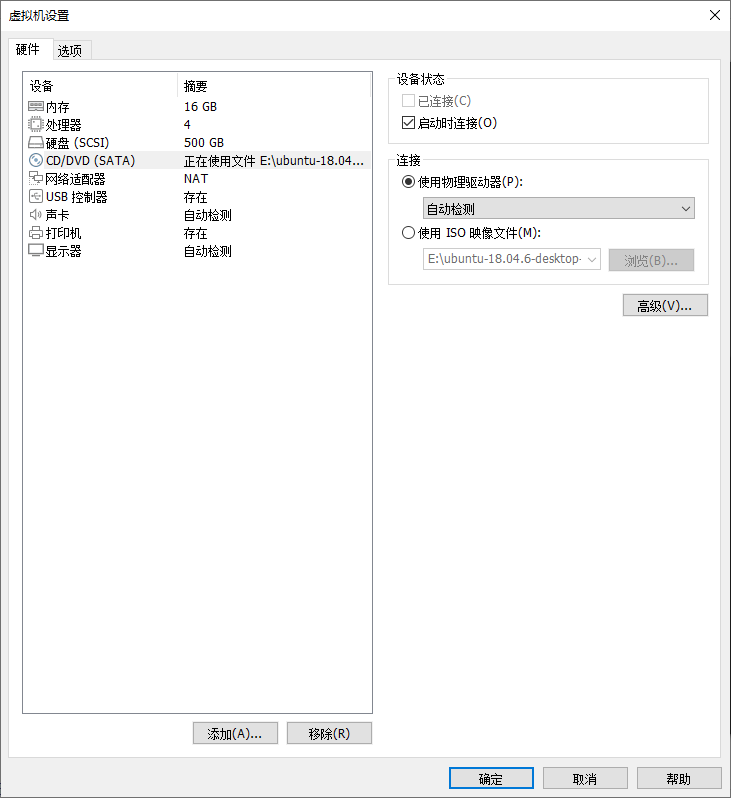 虚拟机设置
硬件 选项
设备 摘要
内存 16 GB
处理器 4
硬盘 (SCSI) 500 GB
CD/DVD (SATA) 正在使用文件 E:\ubuntu-18.04...
网络适配器 NAT
USB 控制器 存在
声卡 自动检测
打印机 存在
显示器 自动检测
添加(A)... 移除(R)
设备状态
已连接(C)
启动时连接(O)
连接
使用物理驱动器(P):
自动检测
使用 ISO 映像文件(M):
E:\ubuntu-18.04.6-desktop- 浏览(B)...
高级(V)...
确定 取消 帮助